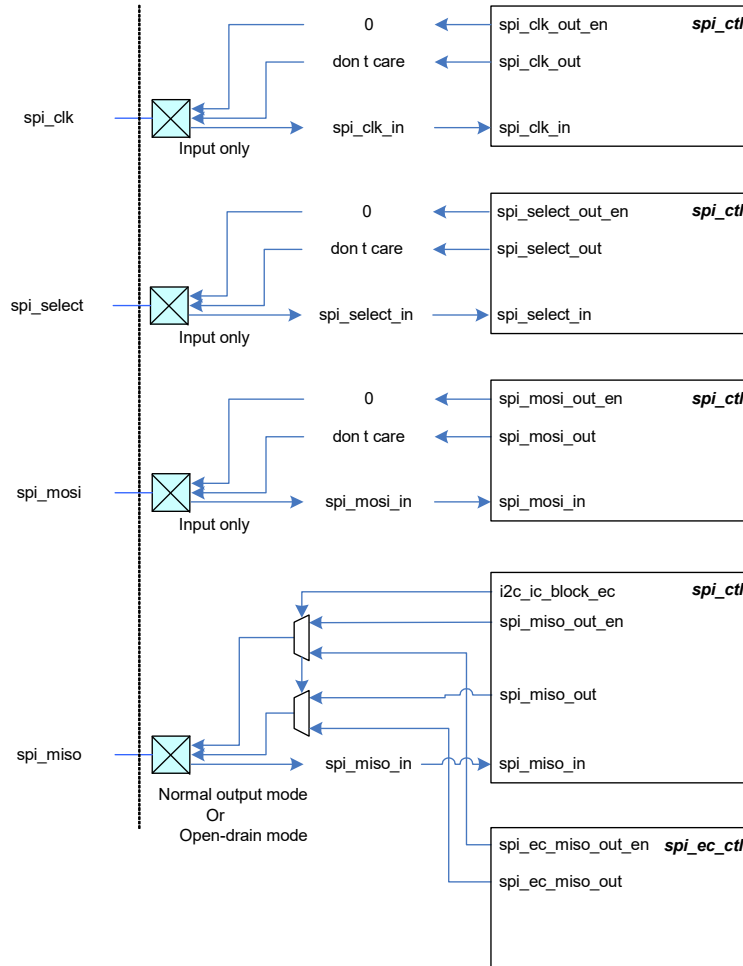 0
spi_clk_out_en
spi_ctl
don t care
spi_clk_out
spi_clk
spi_clk_in
spi_clk_in
Input only
0
spi_select_out_en
spi_ctl
don t care
spi_select_out
spi_select
spi_select_in
spi_select_in
Input only
0
spi_mosi_out_en
spi_ctl
don t care
spi_mosi_out
spi_mosi
spi_mosi_in
spi_mosi_in
Input only
i2c_ic_block_ec
spi_ctl
spi_miso_out_en
spi_miso_out
spi_miso
spi_miso_in
spi_miso_in
Normal output mode
Or
Open-drain mode
spi_ec_miso_out_en
spi_ec_ctl
spi_ec_miso_out